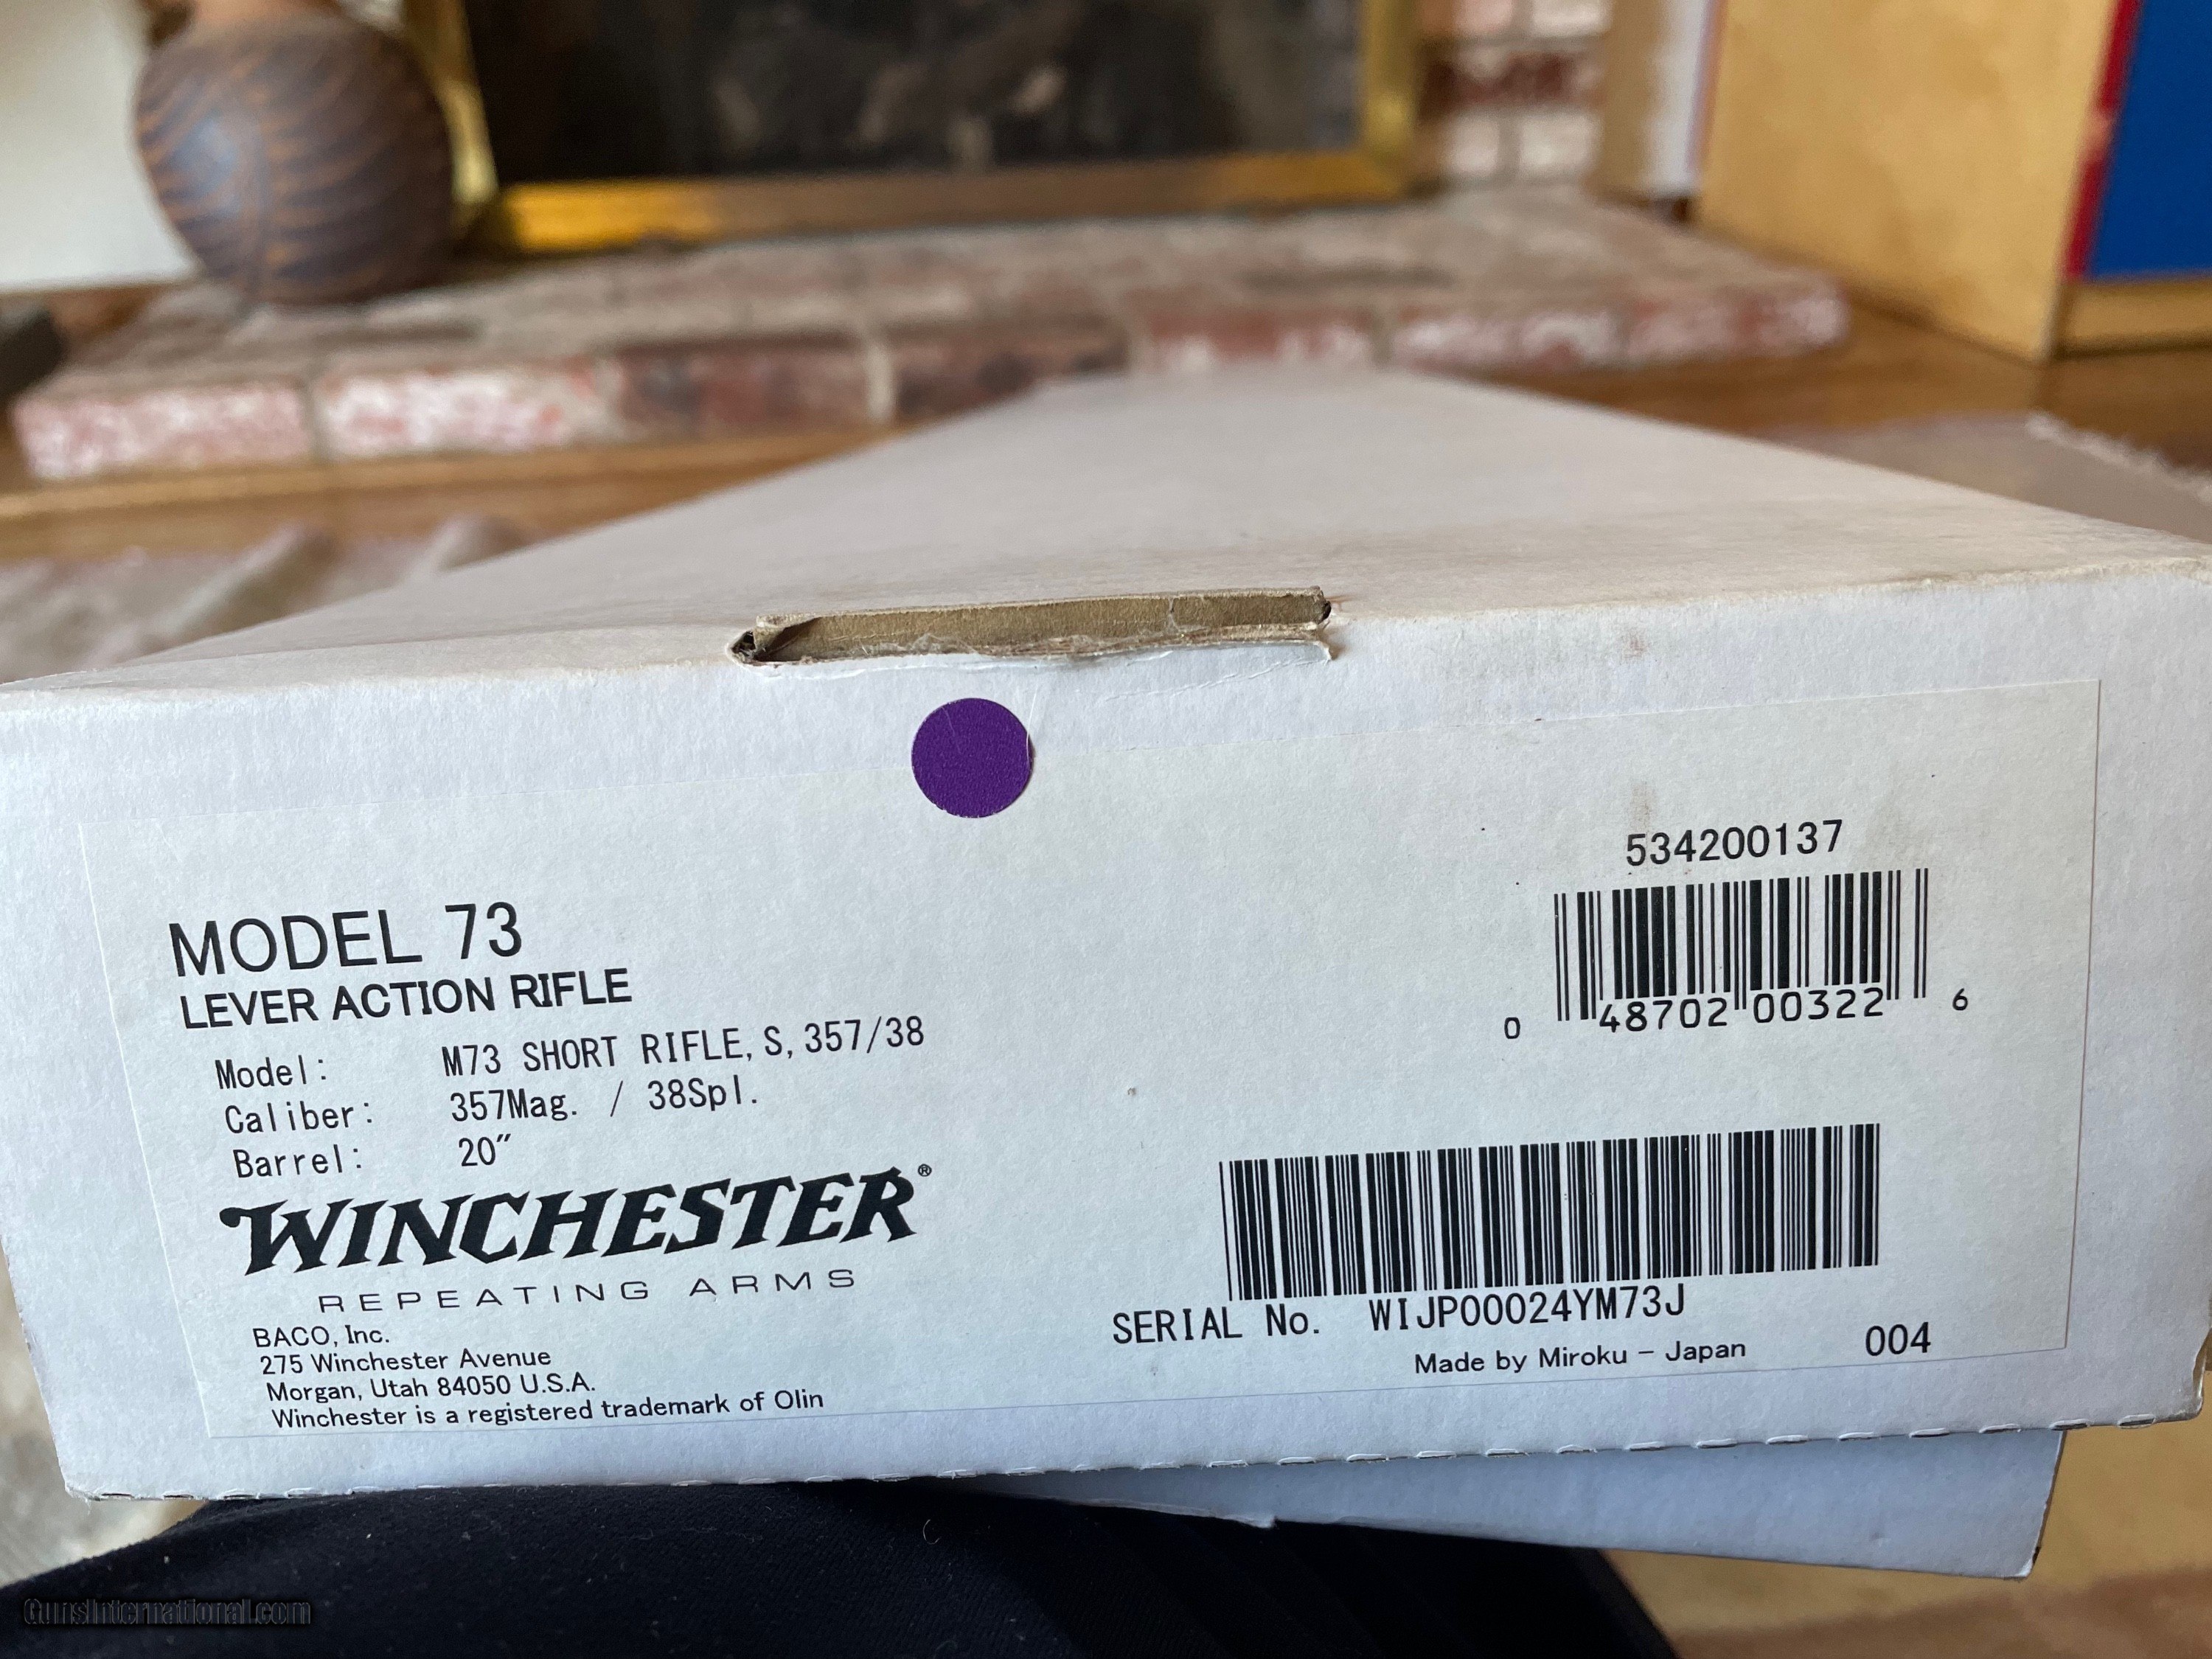 534200137
MODEL 73
LEVER ACTION RIFLE
0 48702 00322 6
Model: M73 SHORT RIFLE, S, 357/38
Caliber: 357Mag. / 38Spl.
Barrel: 20"
WINCHESTER®
REPEATING ARMS
BACO, Inc.
275 Winchester Avenue
Morgan, Utah 84050 U.S.A.
Winchester is a registered trademark of Olin
SERIAL No. WIJP00024YM73J
Made by Miroku - Japan 004
GunsInternational.com